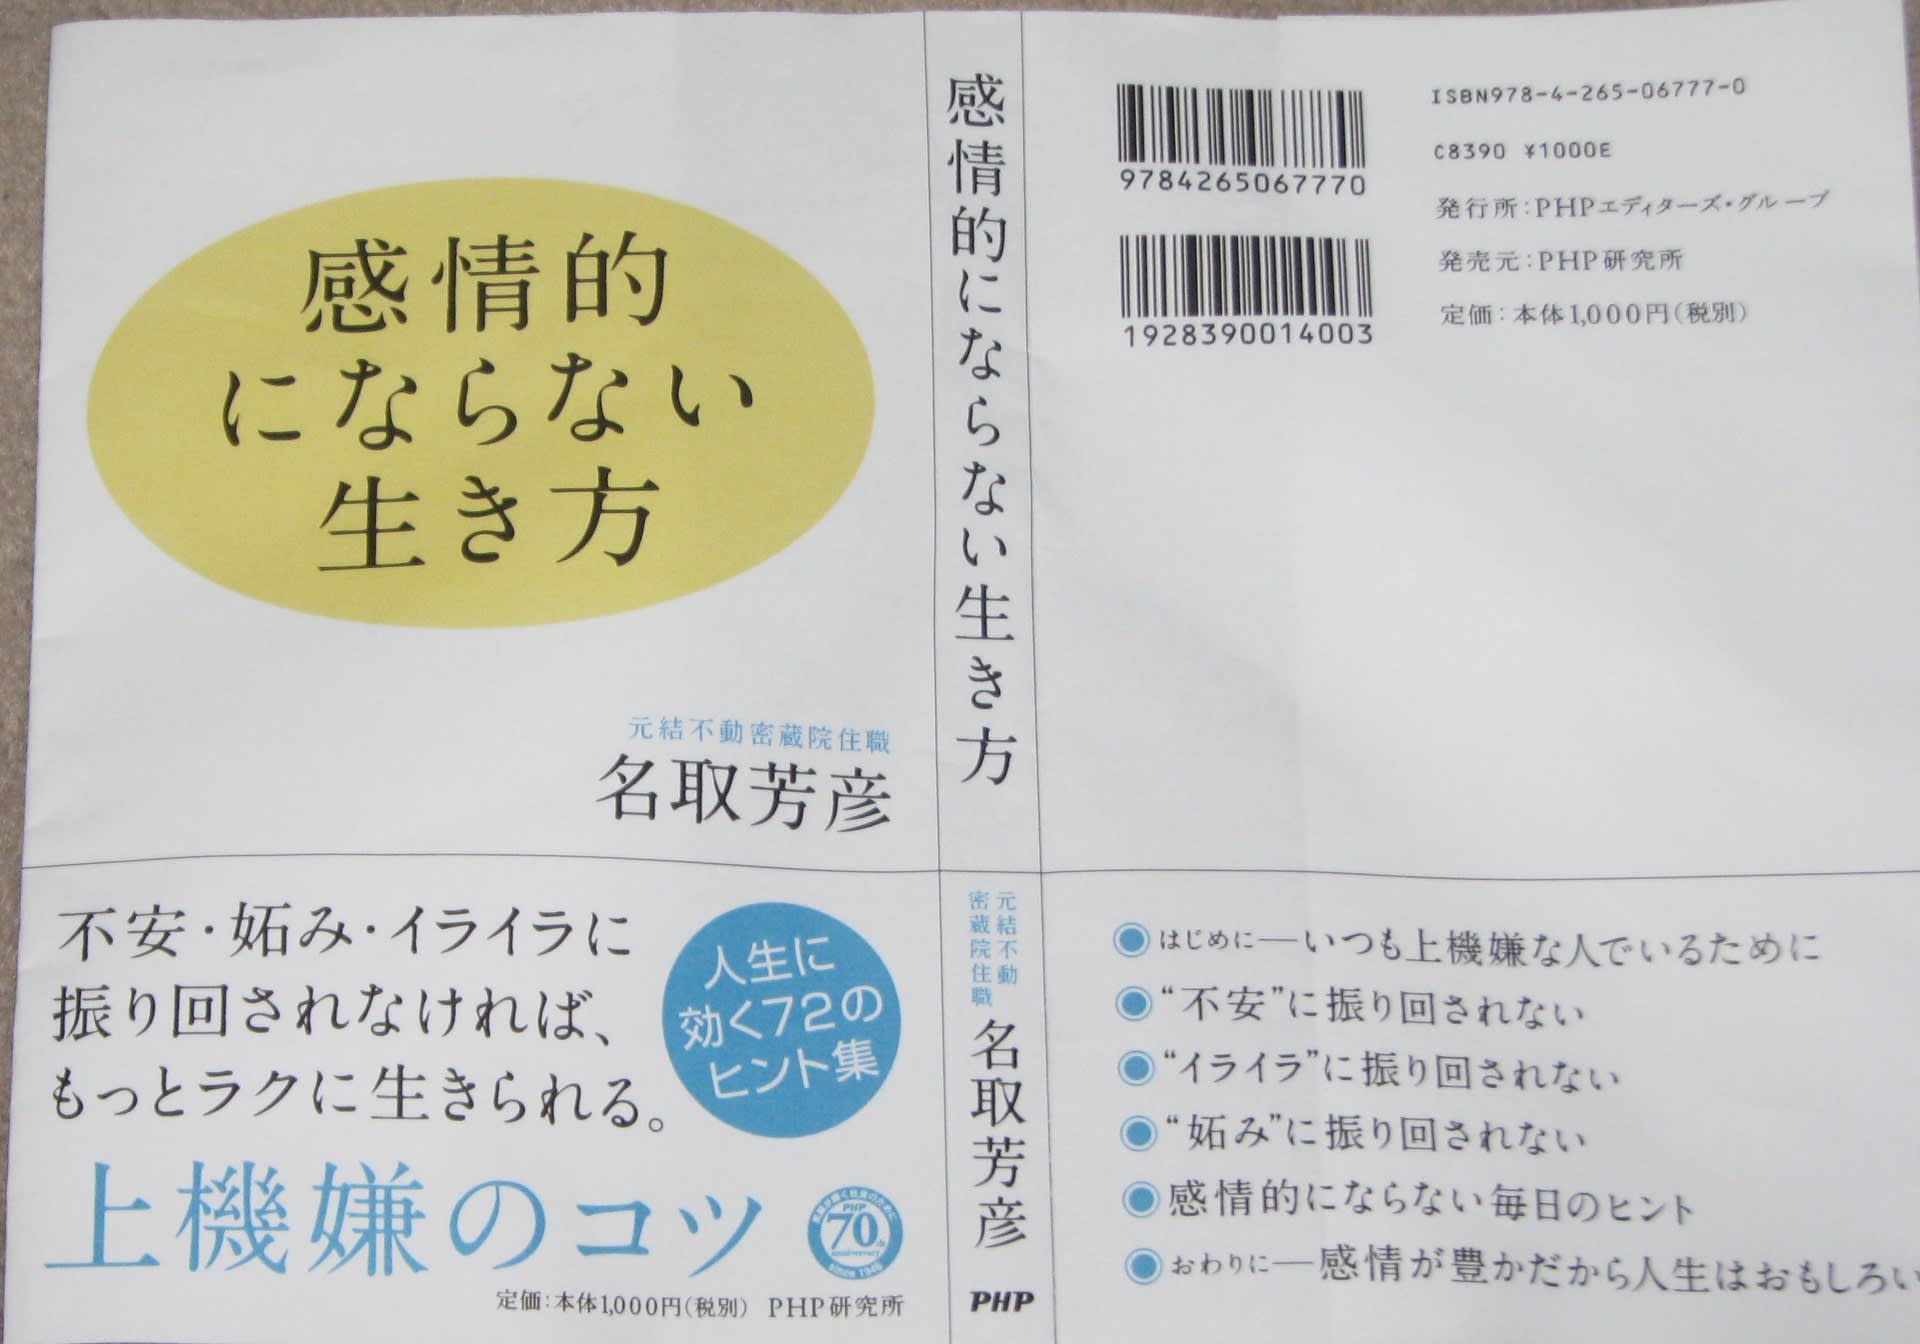 感情的
にならない
生き方
元結不動密蔵院住職
名取芳彦
不安・妬み・イライラに
振り回されなければ、
もっとラクに生きられる。
人生に
効く72の
ヒント集
上機嫌のコツ
PHP
70th
anniversary
since 1946
定価：本体1,000円（税別） PHP研究所
感情的にならない生き方
元結不動
密蔵院住職
名取芳彦
PHP
9784265067770
1928390014003
ISBN978-4-265-06777-0
C8390 ¥1000E
発行所：PHPエディターズ・グループ
発売元：PHP研究所
定価：本体1,000円（税別）
はじめに──いつも上機嫌な人でいるために
“不安”に振り回されない
“イライラ”に振り回されない
“妬み”に振り回されない
感情的にならない毎日のヒント
おわりに──感情が豊かだから人生はおもしろい